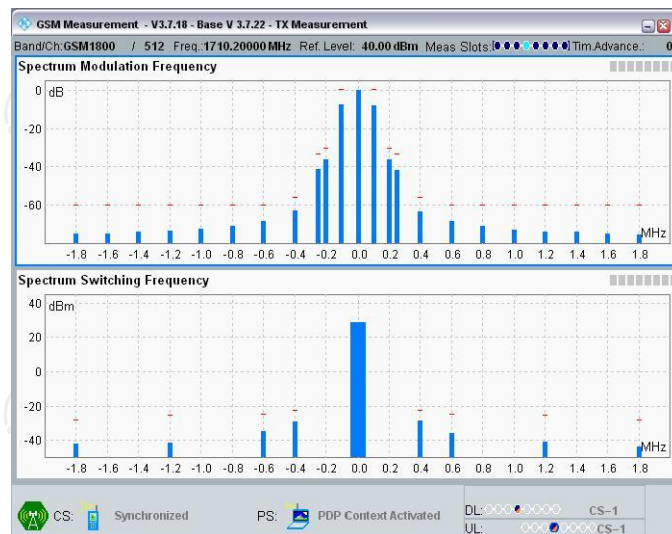 GSM Measurement - V3.7.18 - Base V 3.7.22 - TX Measurement
Band/Ch:GSM1800 / 512 Freq.:1710.20000 MHz Ref. Level: 40.00 dBm Meas Slots: Tim.Advance.: 0
Spectrum Modulation Frequency
0 dB
-20
-40
-60
MHz
-1.8 -1.6 -1.4 -1.2 -1.0 -0.8 -0.6 -0.4 -0.2 0.0 0.2 0.4 0.6 0.8 1.0 1.2 1.4 1.6 1.8
Spectrum Switching Frequency
40 dBm
20
0
-20
-40
MHz
-1.8 -1.6 -1.4 -1.2 -1.0 -0.8 -0.6 -0.4 -0.2 0.0 0.2 0.4 0.6 0.8 1.0 1.2 1.4 1.6 1.8
CS: Synchronized PS: PDP Context Activated DL: CS-1
UL: CS-1